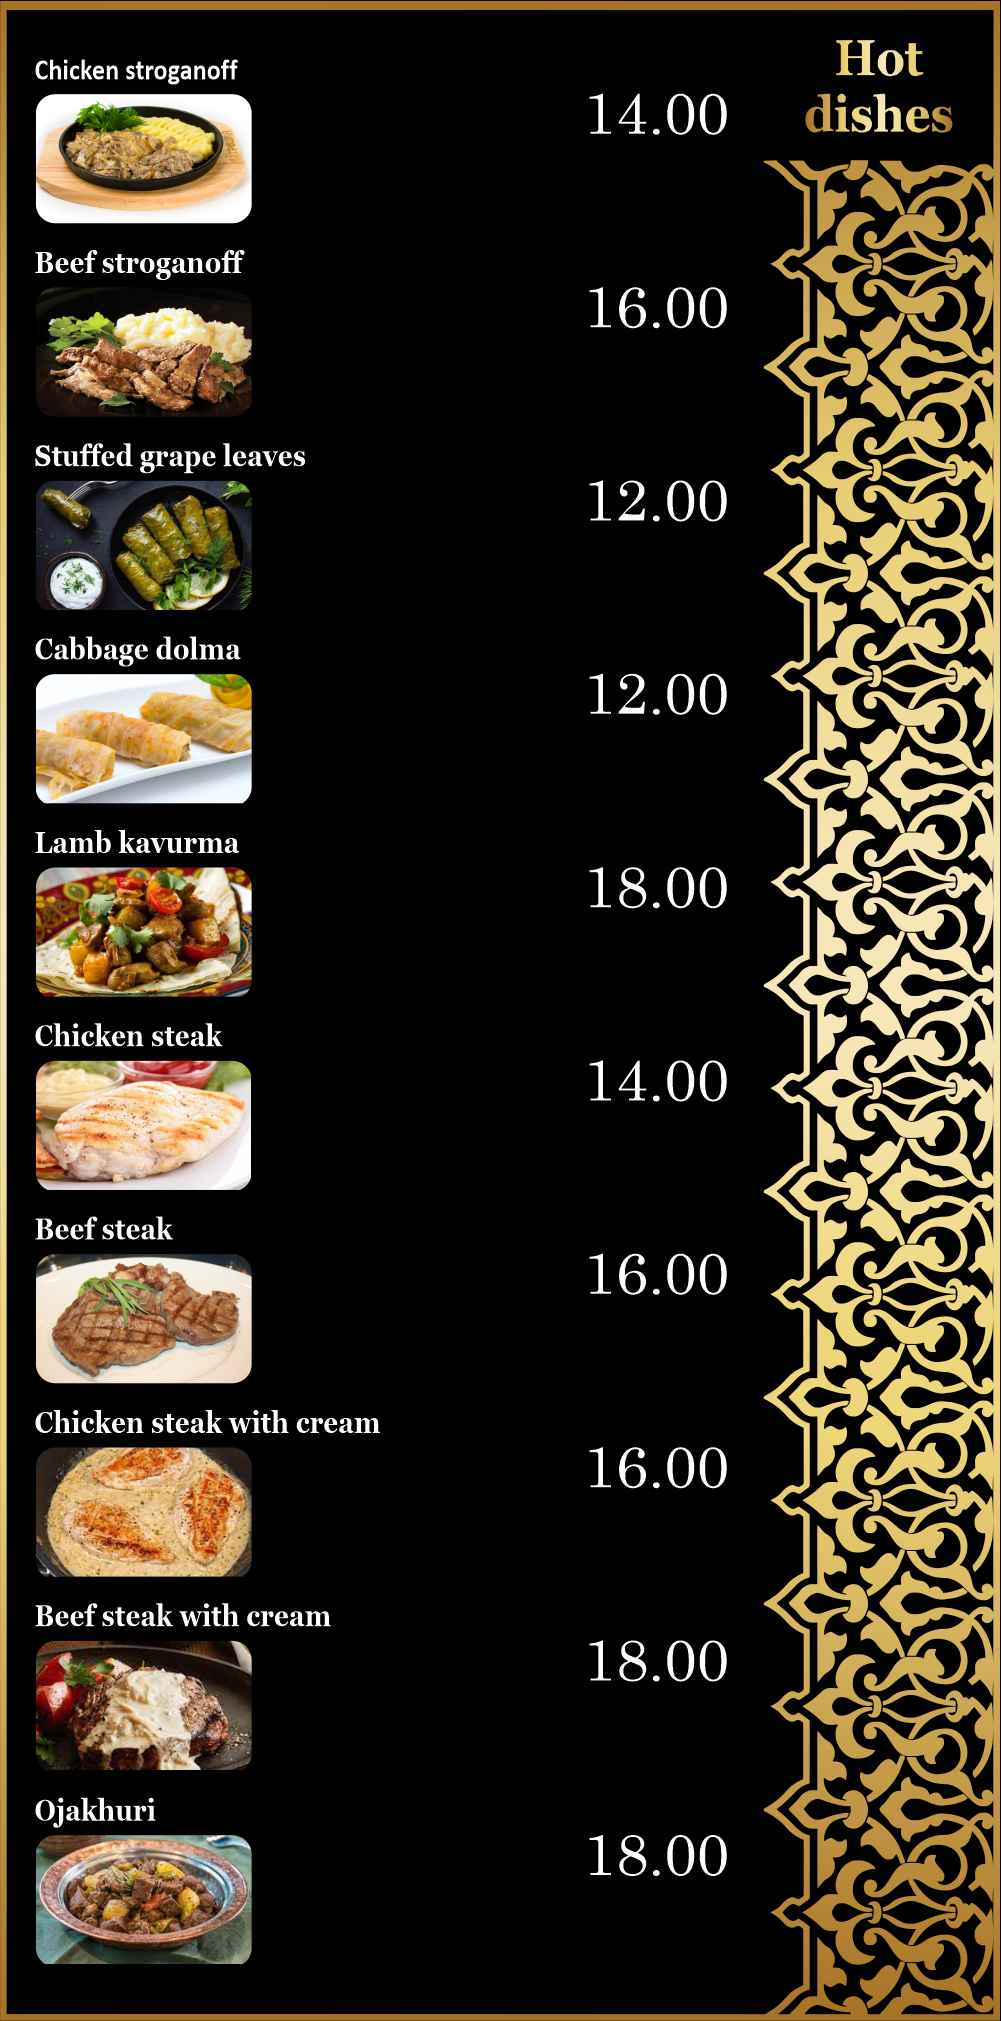 Hot
dishes
Chicken stroganoff
14.00
Beef stroganoff
16.00
Stuffed grape leaves
12.00
Cabbage dolma
12.00
Lamb kavurma
18.00
Chicken steak
14.00
Beef steak
16.00
Chicken steak with cream
16.00
Beef steak with cream
18.00
Ojakhuri
18.00